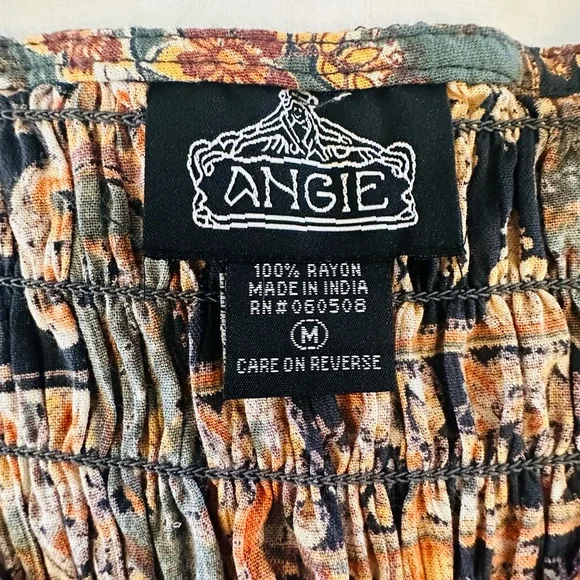 ANGIE
100% RAYON
MADE IN INDIA
RN#060508
M
CARE ON REVERSE